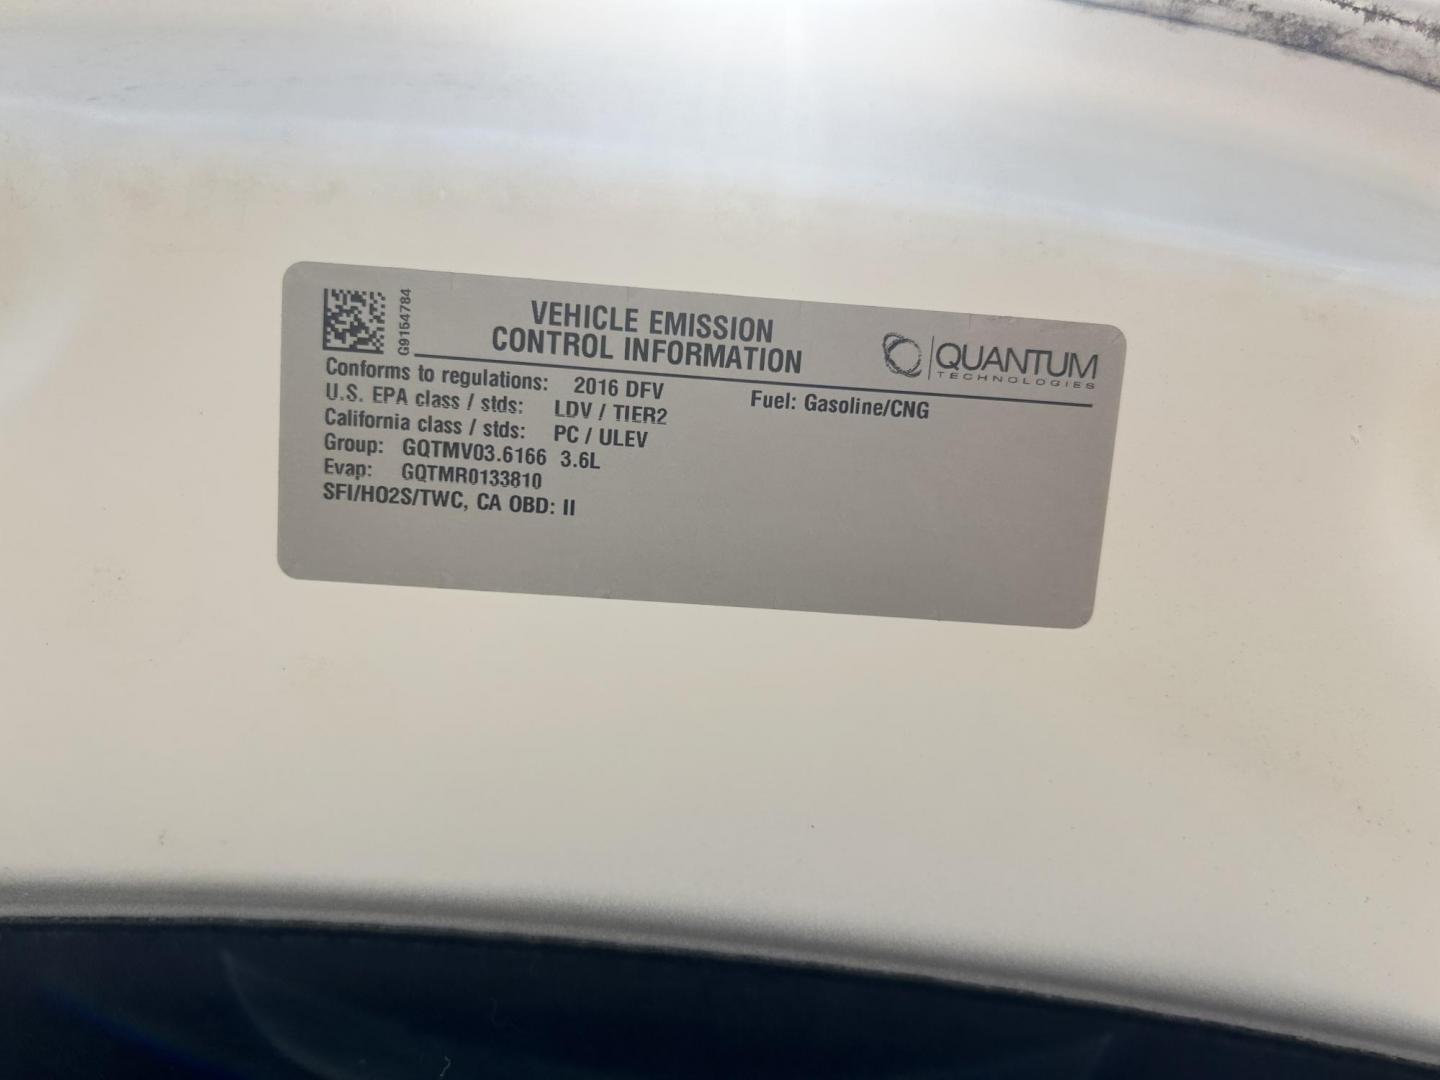 G9154784
VEHICLE EMISSION
CONTROL INFORMATION
QUANTUM
TECHNOLOGIES
Conforms to regulations: 2016 DFV
U.S. EPA class / stds: LDV / TIER2
California class / stds: PC / ULEV
Group: GQTMV03.6166 3.6L
Evap: GQTMR0133810
SFI/HO2S/TWC, CA OBD: II
Fuel: Gasoline/CNG